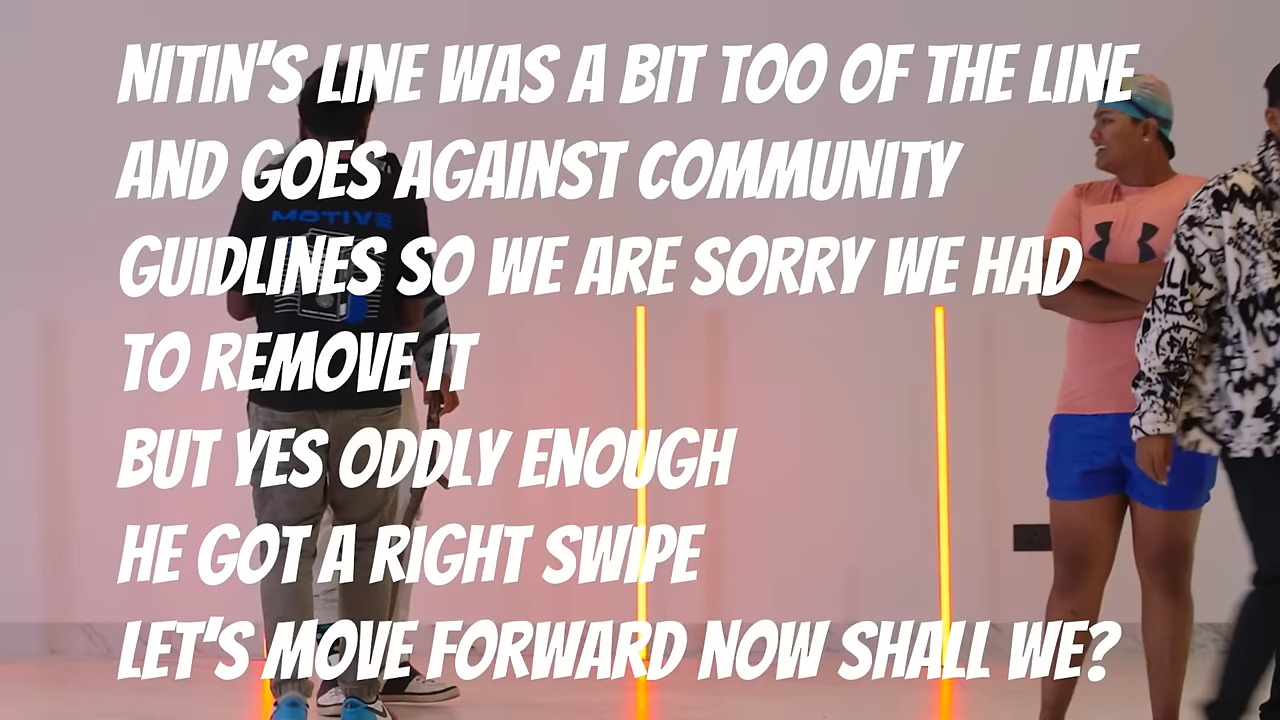 NITIN'S LINE WAS A BIT TOO OF THE LINE
AND GOES AGAINST COMMUNITY
GUIDLINES SO WE ARE SORRY WE HAD
TO REMOVE IT
BUT YES ODDLY ENOUGH
HE GOT A RIGHT SWIPE
LET'S MOVE FORWARD NOW SHALL WE?
MOTIVE